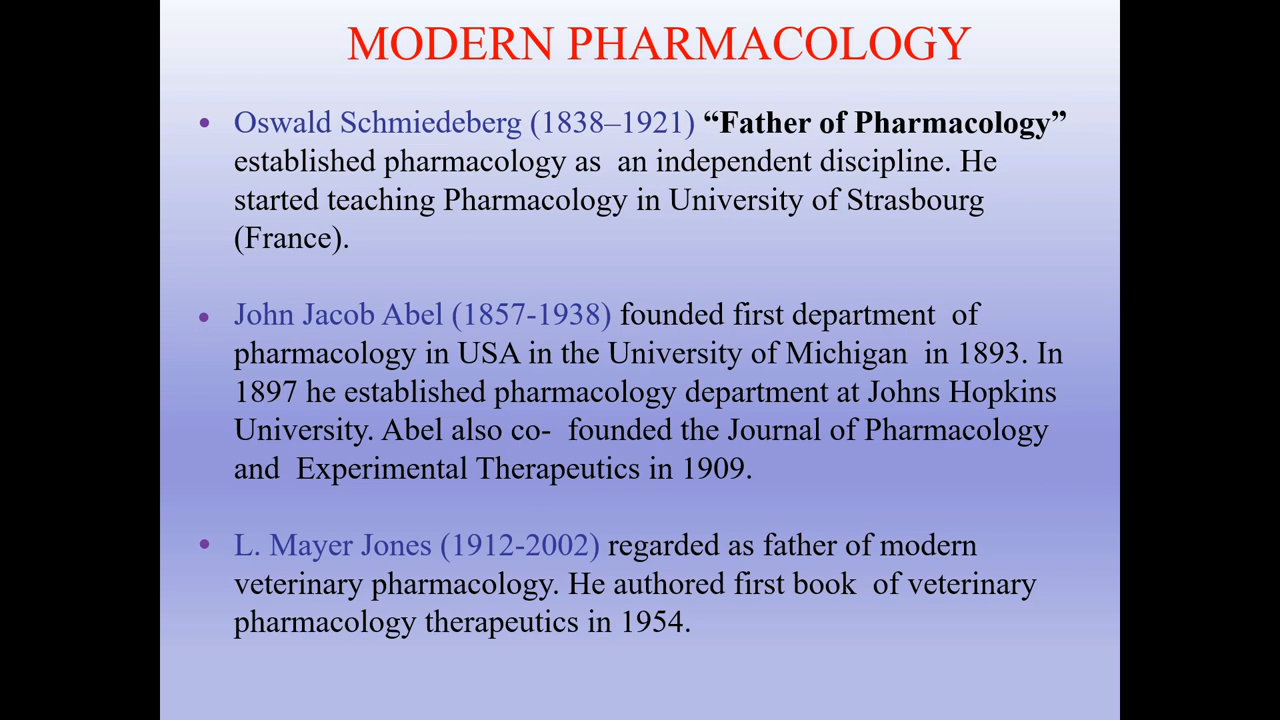 MODERN PHARMACOLOGY
• Oswald Schmiedeberg (1838–1921) “Father of Pharmacology”
established pharmacology as an independent discipline. He
started teaching Pharmacology in University of Strasbourg
(France).
• John Jacob Abel (1857-1938) founded first department of
pharmacology in USA in the University of Michigan in 1893. In
1897 he established pharmacology department at Johns Hopkins
University. Abel also co- founded the Journal of Pharmacology
and Experimental Therapeutics in 1909.
• L. Mayer Jones (1912-2002) regarded as father of modern
veterinary pharmacology. He authored first book of veterinary
pharmacology therapeutics in 1954.